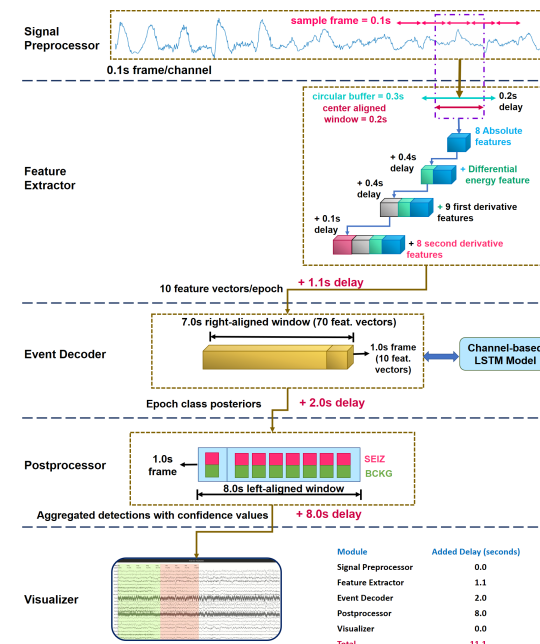 Signal
Preprocessor
sample frame = 0.1s
0.1s frame/channel
Feature
Extractor
circular buffer = 0.3s
center aligned
window = 0.2s
0.2s
delay
8 Absolute
features
+ 0.4s
delay
+ Differential
energy feature
+ 0.4s
delay
+ 9 first derivative
features
+ 0.1s
delay
+ 8 second derivative
features
10 feature vectors/epoch
+ 1.1s delay
Event Decoder
7.0s right-aligned window (70 feat. vectors)
1.0s frame
(10 feat.
vectors)
Channel-based
LSTM Model
Epoch class posteriors
+ 2.0s delay
Postprocessor
1.0s
frame
SEIZ
BCKG
8.0s left-aligned window
Aggregated detections with confidence values
+ 8.0s delay
Visualizer
Module Added Delay (seconds)
Signal Preprocessor 0.0
Feature Extractor 1.1
Event Decoder 2.0
Postprocessor 8.0
Visualizer 0.0
Total 11.1